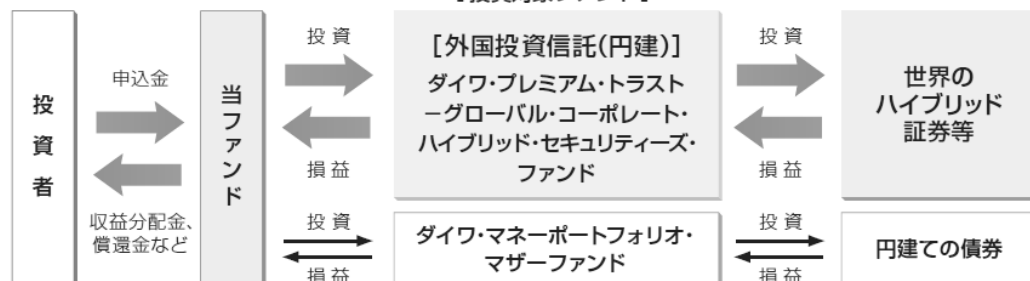 投資者
申込金
収益分配金、
償還金など
当ファンド
投資
損益
投資
損益
[外国投資信託(円建)]
ダイワ・プレミアム・トラスト
－グローバル・コーポレート・
ハイブリッド・セキュリティーズ・
ファンド
ダイワ・マネーポートフォリオ・
マザーファンド
投資
損益
投資
損益
世界の
ハイブリッド
証券等
円建ての債券